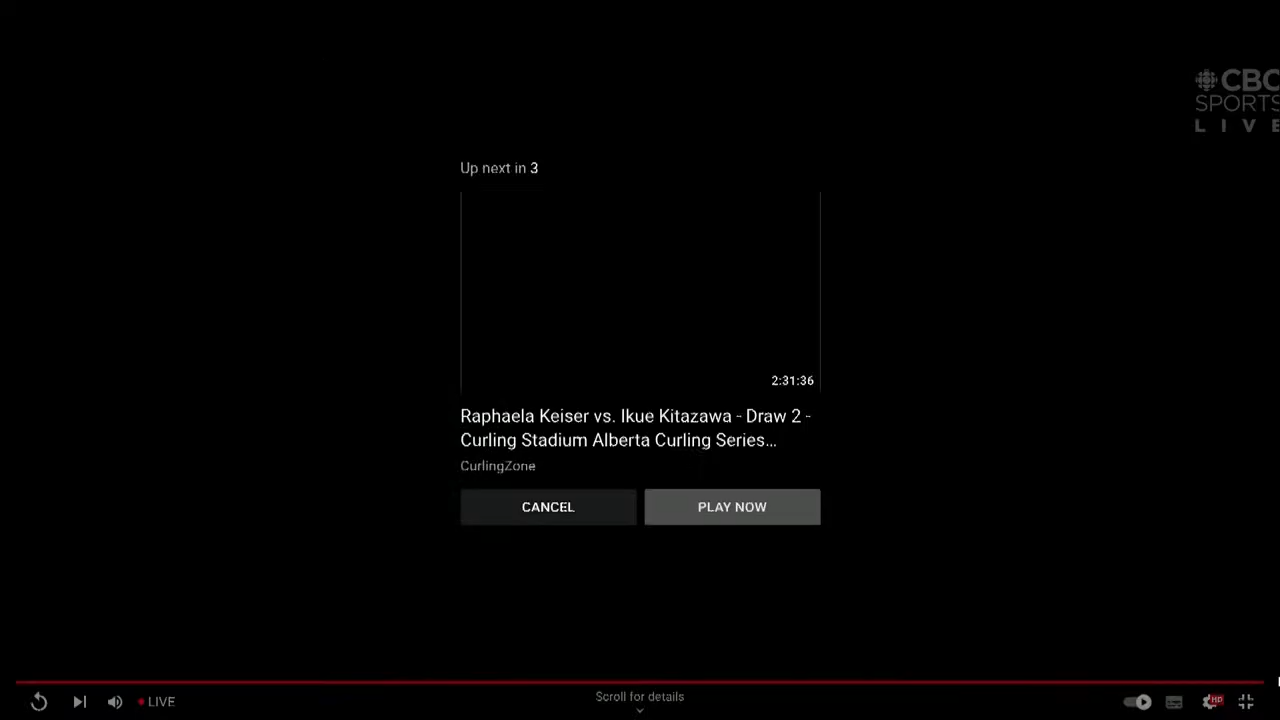 CBC
SPORTS
LIVE
Up next in 3
2:31:36
Raphaela Keiser vs. Ikue Kitazawa - Draw 2 -
Curling Stadium Alberta Curling Series...
CurlingZone
CANCEL
PLAY NOW
Scroll for details
LIVE
HD